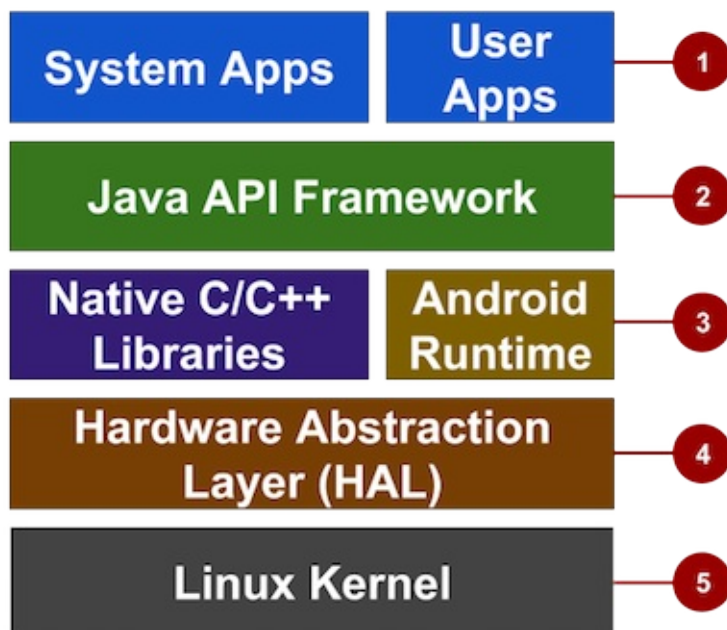 System Apps
User
Apps
1
Java API Framework
2
Native C/C++
Libraries
Android
Runtime
3
Hardware Abstraction
Layer (HAL)
4
Linux Kernel
5